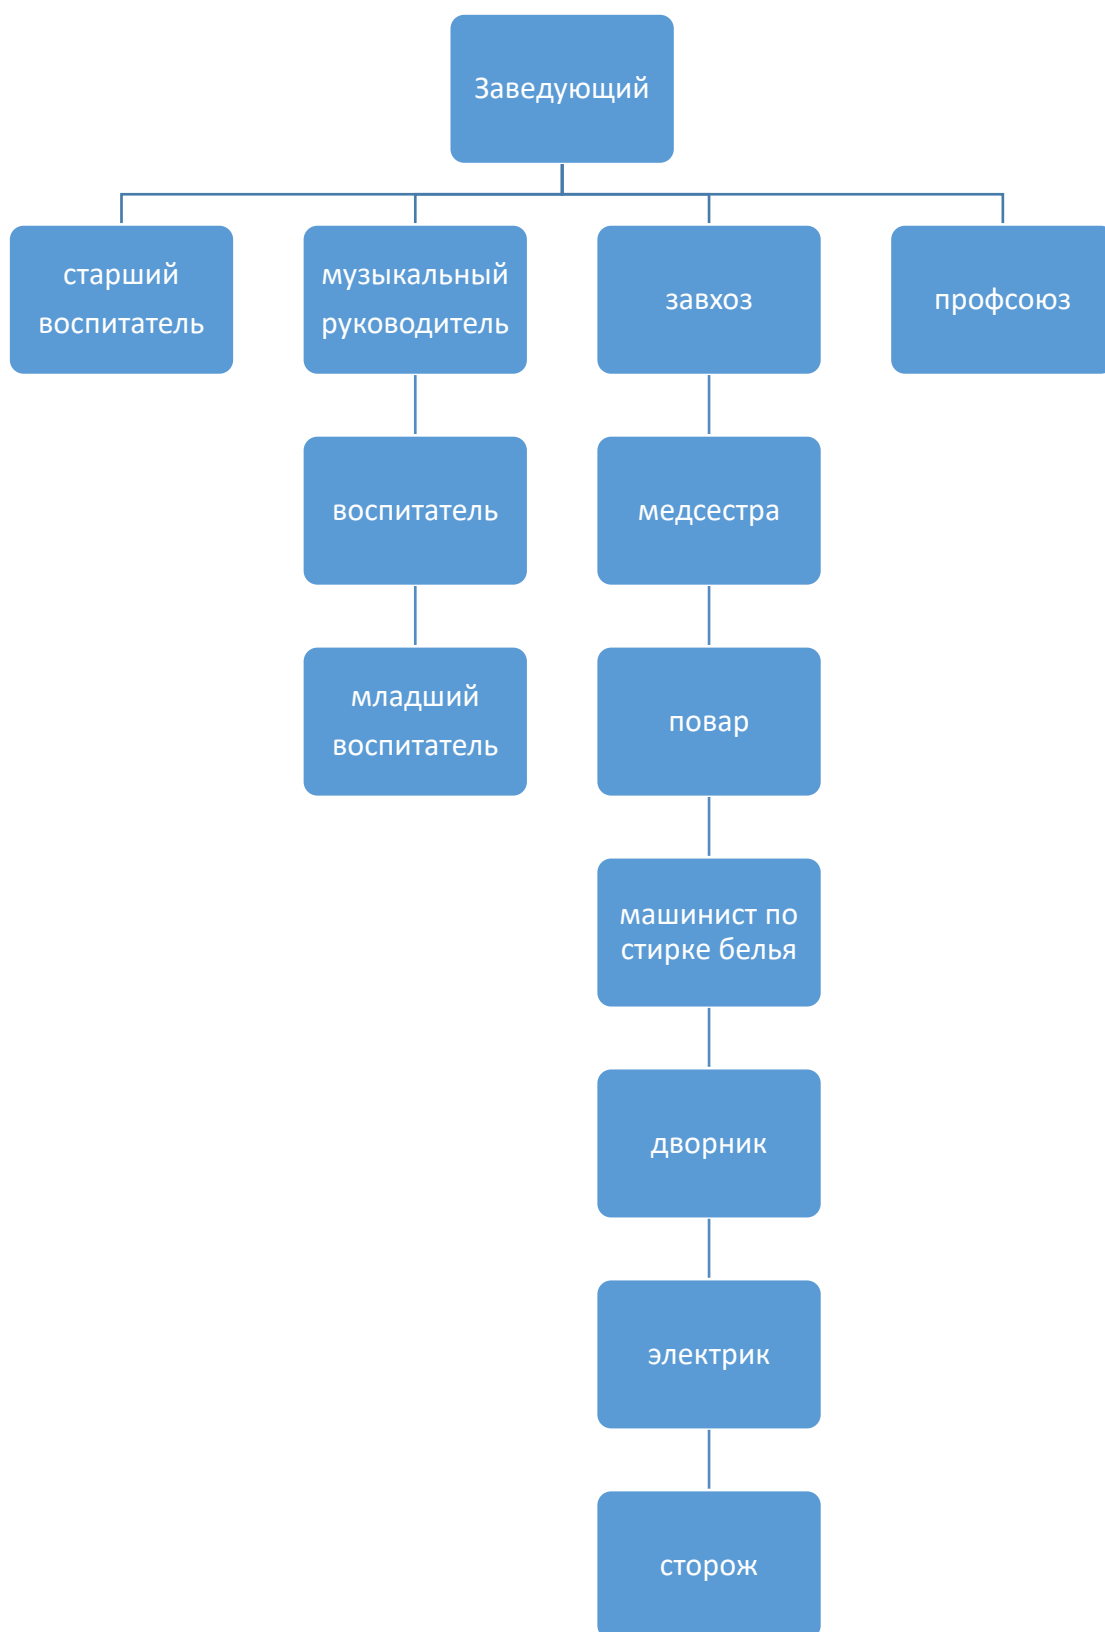 Заведующий
старший
воспитатель
музыкальный
руководитель
завхоз
профсоюз
воспитатель
медсестра
младший
воспитатель
повар
машинист по
стирке белья
дворник
электрик
сторож